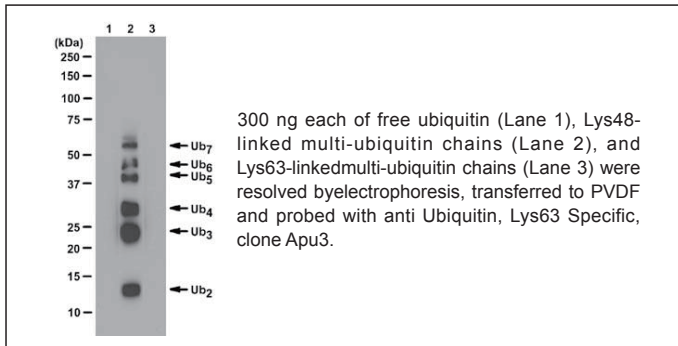 1 2 3
(kDa)
250
150
100
75
50
37
25
20
15
10
Ub7
Ub6
Ub5
Ub4
Ub3
Ub2
300 ng each of free ubiquitin (Lane 1), Lys48-
linked multi-ubiquitin chains (Lane 2), and
Lys63-linkedmulti-ubiquitin chains (Lane 3) were
resolved byelectrophoresis, transferred to PVDF
and probed with anti Ubiquitin, Lys63 Specific,
clone Apu3.